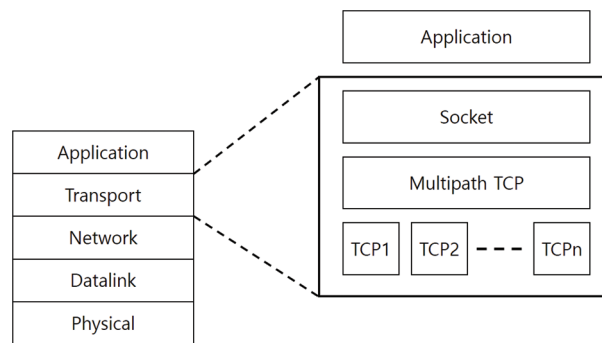 Application
Transport
Network
Datalink
Physical
Application
Socket
Multipath TCP
TCP1 TCP2 TCPn